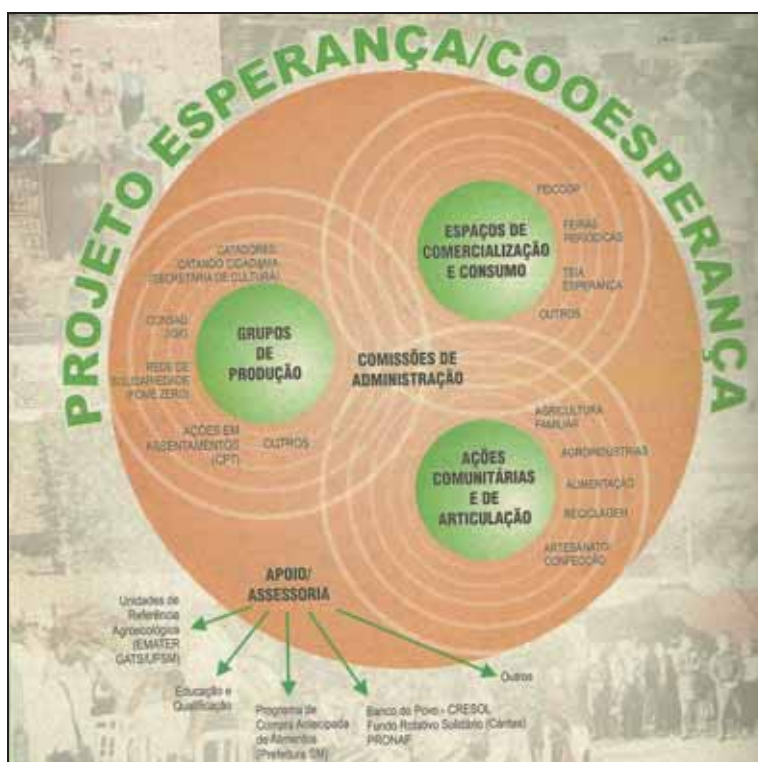 PROJETO ESPERANÇA/COOESPERANÇA
CATADORES,
CATANDO CIDADANIA
(SECRETARIA DE CULTURA)
CONSAD
REDE DE
SOLIDARIEDADE
(FOME ZERO)
AÇÕES EM
ASSENTAMENTOS
(CPT)
OUTROS
GRUPOS
DE
PRODUÇÃO
ESPAÇOS DE
COMERCIALIZAÇÃO
E CONSUMO
FEICOOP
FEIRAS
PERIÓDICAS
TEIA
ESPERANÇA
OUTROS
COMISSÕES DE
ADMINISTRAÇÃO
AÇÕES
COMUNITÁRIAS
E DE
ARTICULAÇÃO
AGRICULTURA
FAMILIAR
AGROINDUSTRIAS
ALIMENTAÇÃO
RECICLAGEM
ARTESANATO/
CONFECÇÃO
APOIO/
ASSESSORIA
Unidades de
Referência
Agroecológica
(EMATER
GATS/UFSM)
Educação e
Qualificação
Programa de
Compra Antecipada
de Alimentos
(Prefeitura SM)
Banco do Povo - CRESOL
Fundo Rotativo Solidário (Cáritas)
PRONAF
Outros